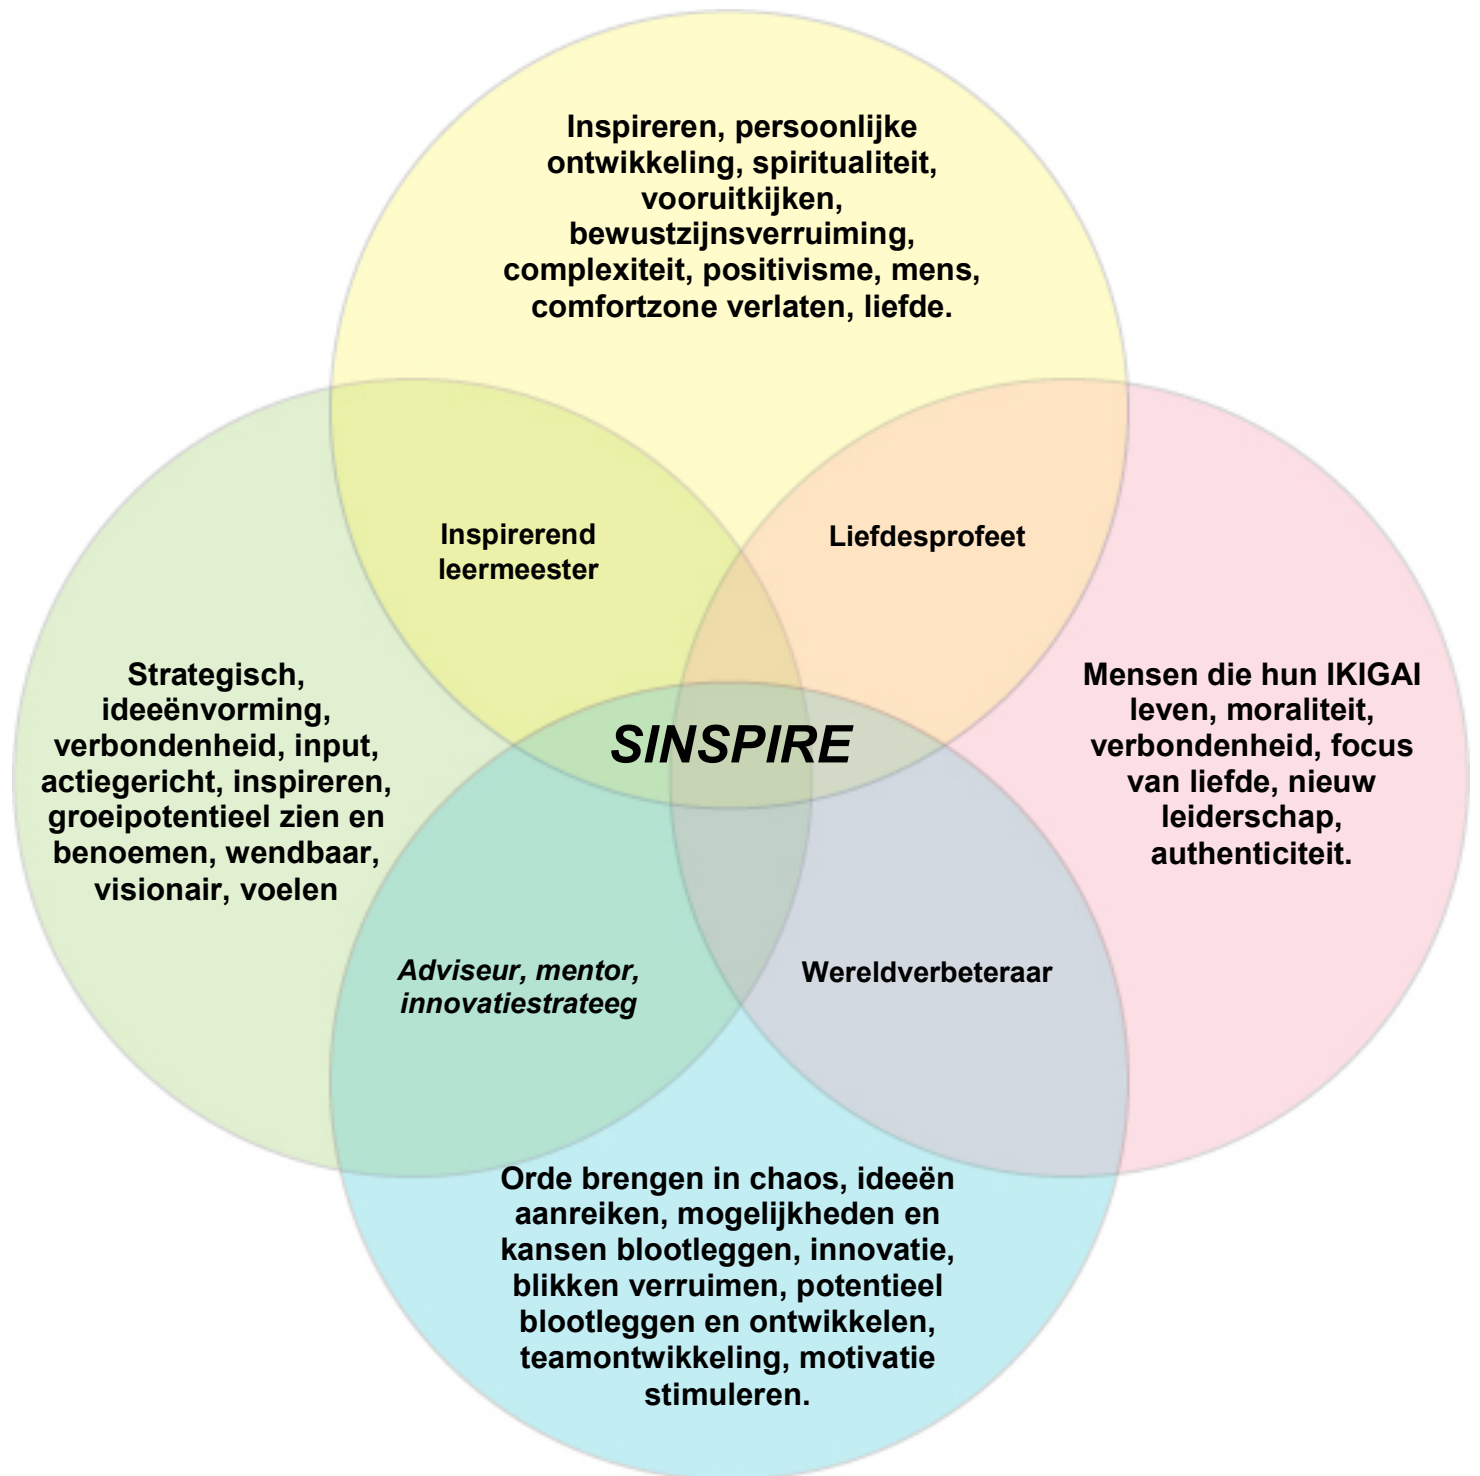 Inspireren, persoonlijke
ontwikkeling, spiritualiteit,
vooruitkijken,
bewustzijnsverruiming,
complexiteit, positivisme, mens,
comfortzone verlaten, liefde.
Inspirerend
leermeester
Liefdesprofeet
Strategisch,
ideeënvorming,
verbondenheid, input,
actiegericht, inspireren,
groeipotentieel zien en
benoemen, wendbaar,
visionair, voelen
SINSPIRE
Mensen die hun IKIGAI
leven, moraliteit,
verbondenheid, focus
van liefde, nieuw
leiderschap,
authenticiteit.
Adviseur, mentor,
innovatiestrateeg
Wereldverbeteraar
Orde brengen in chaos, ideeën
aanreiken, mogelijkheden en
kansen blootleggen, innovatie,
blikken verruimen, potentieel
blootleggen en ontwikkelen,
teamontwikkeling, motivatie
stimuleren.